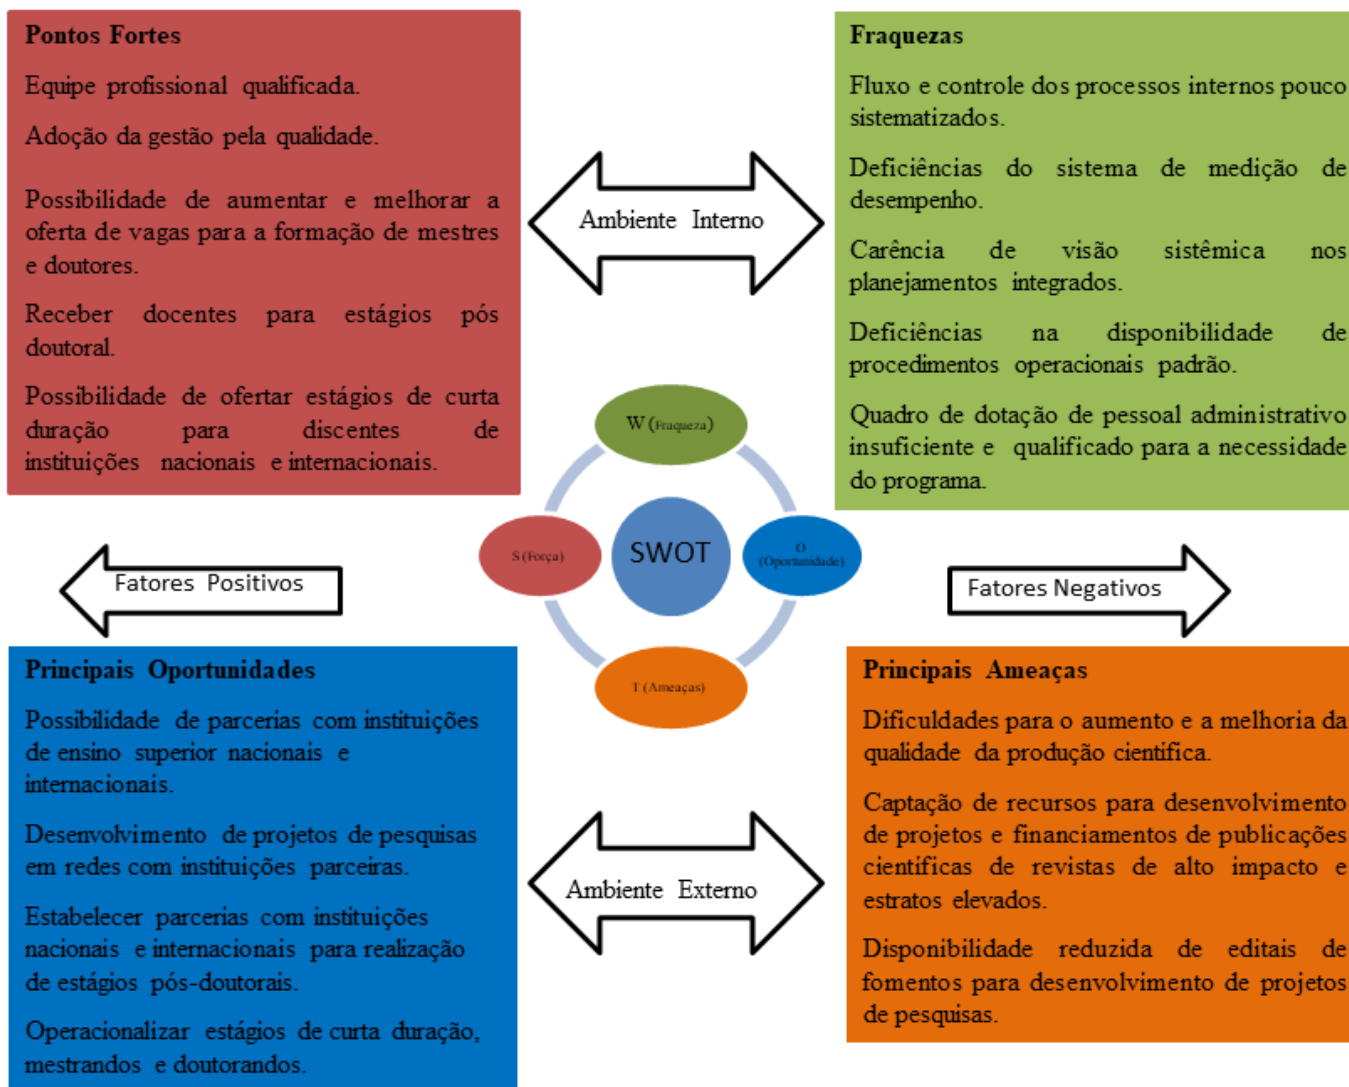 Pontos Fortes
Equipe profissional qualificada.
Adoção da gestão pela qualidade.
Possibilidade de aumentar e melhorar a
oferta de vagas para a formação de mestres
e doutores.
Receber docentes para estágios pós
doutoral.
Possibilidade de ofertar estágios de curta
duração para discentes de
instituições nacionais e internacionais.
Ambiente Interno
Fraquezas
Fluxo e controle dos processos internos pouco
sistematizados.
Deficiências do sistema de medição de
desempenho.
Carência de visão sistêmica nos
planejamentos integrados.
Deficiências na disponibilidade de
procedimentos operacionais padrão.
Quadro de dotação de pessoal administrativo
insuficiente e qualificado para a necessidade
do programa.
W (Fraqueza)
S (Força)
SWOT
O
(Oportunidade)
T (Ameaças)
Fatores Positivos
Fatores Negativos
Principais Oportunidades
Possibilidade de parcerias com instituições
de ensino superior nacionais e
internacionais.
Desenvolvimento de projetos de pesquisas
em redes com instituições parceiras.
Estabelecer parcerias com instituições
nacionais e internacionais para realização
de estágios pós-doutorais.
Operacionalizar estágios de curta duração,
mestrandos e doutorandos.
Ambiente Externo
Principais Ameaças
Dificuldades para o aumento e a melhoria da
qualidade da produção científica.
Captação de recursos para desenvolvimento
de projetos e financiamentos de publicações
científicas de revistas de alto impacto e
estratos elevados.
Disponibilidade reduzida de editais de
fomentos para desenvolvimento de projetos
de pesquisas.